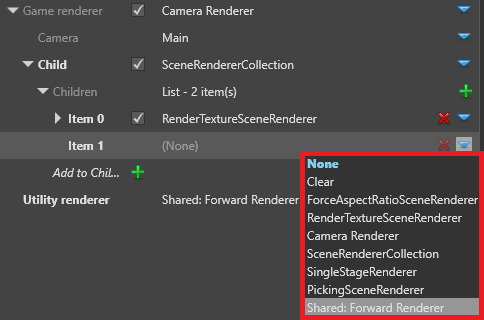 Game renderer Camera Renderer
Camera Main
Child SceneRendererCollection
Children List - 2 item(s)
Item 0 RenderTextureSceneRenderer
Item 1 (None)
Add to Chil...
Utility renderer Shared: Forward Renderer
None
Clear
ForceAspectRatioSceneRenderer
RenderTextureSceneRenderer
Camera Renderer
SceneRendererCollection
SingleStageRenderer
PickingSceneRenderer
Shared: Forward Renderer